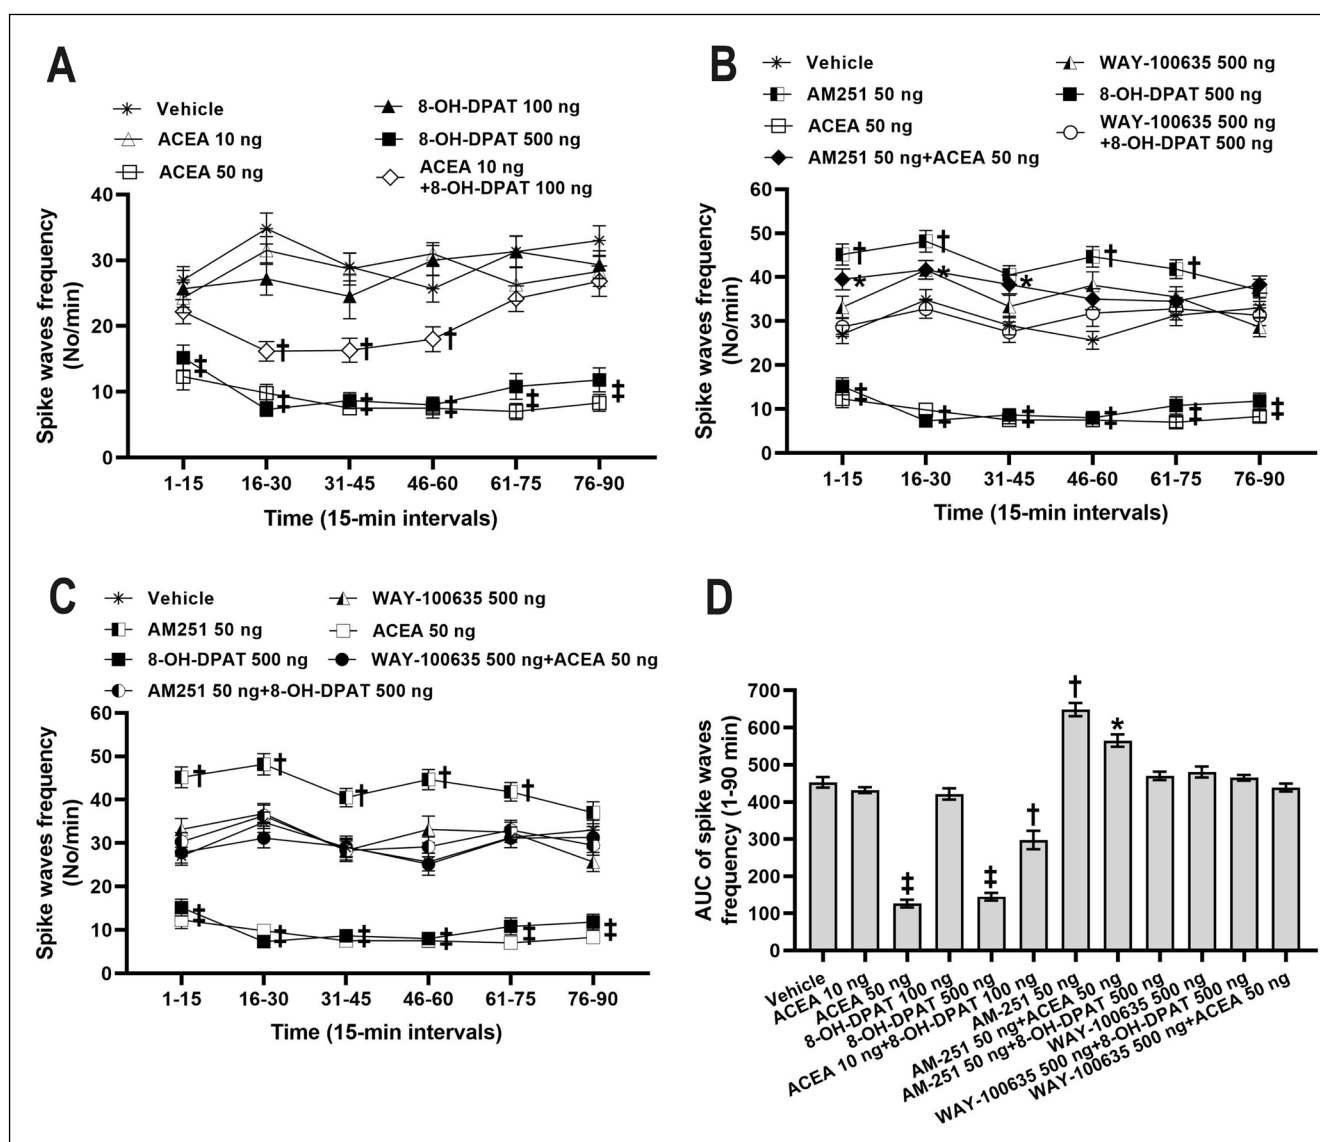 A
Vehicle
ACEA 10 ng
ACEA 50 ng
8-OH-DPAT 100 ng
8-OH-DPAT 500 ng
ACEA 10 ng
+8-OH-DPAT 100 ng
Spike waves frequency
(No/min)
40
30
20
10
0
‡ ‡
† † †
‡ ‡ ‡ ‡ ‡ ‡ ‡ ‡ ‡ ‡
1-15 16-30 31-45 46-60 61-75 76-90
Time (15-min intervals)
B
Vehicle
AM251 50 ng
ACEA 50 ng
AM251 50 ng+ACEA 50 ng
WAY-100635 500 ng
8-OH-DPAT 500 ng
WAY-100635 500 ng
+8-OH-DPAT 500 ng
Spike waves frequency
(No/min)
60
50
40
30
20
10
0
† † † †
* * *
‡ ‡ ‡ ‡ ‡ ‡ ‡ ‡ ‡ ‡ ‡ ‡
1-15 16-30 31-45 46-60 61-75 76-90
Time (15-min intervals)
C
Vehicle
AM251 50 ng
8-OH-DPAT 500 ng
AM251 50 ng+8-OH-DPAT 500 ng
WAY-100635 500 ng
ACEA 50 ng
WAY-100635 500 ng+ACEA 50 ng
Spike waves frequency
(No/min)
60
50
40
30
20
10
0
† † † † †
‡ ‡ ‡ ‡ ‡ ‡ ‡ ‡ ‡ ‡ ‡ ‡
1-15 16-30 31-45 46-60 61-75 76-90
Time (15-min intervals)
D
AUC of spike waves
frequency (1-90 min)
700
600
500
400
300
200
100
0
‡ ‡ † † *
Vehicle
ACEA 10 ng
ACEA 50 ng
8-OH-DPAT 100 ng
8-OH-DPAT 500 ng
ACEA 10 ng+8-OH-DPAT 100 ng
AM-251 50 ng
AM-251 50 ng+ACEA 50 ng
AM-251 50 ng+8-OH-DPAT 500 ng
WAY-100635 500 ng
WAY-100635 500 ng+8-OH-DPAT 500 ng
WAY-100635 500 ng+ACEA 50 ng